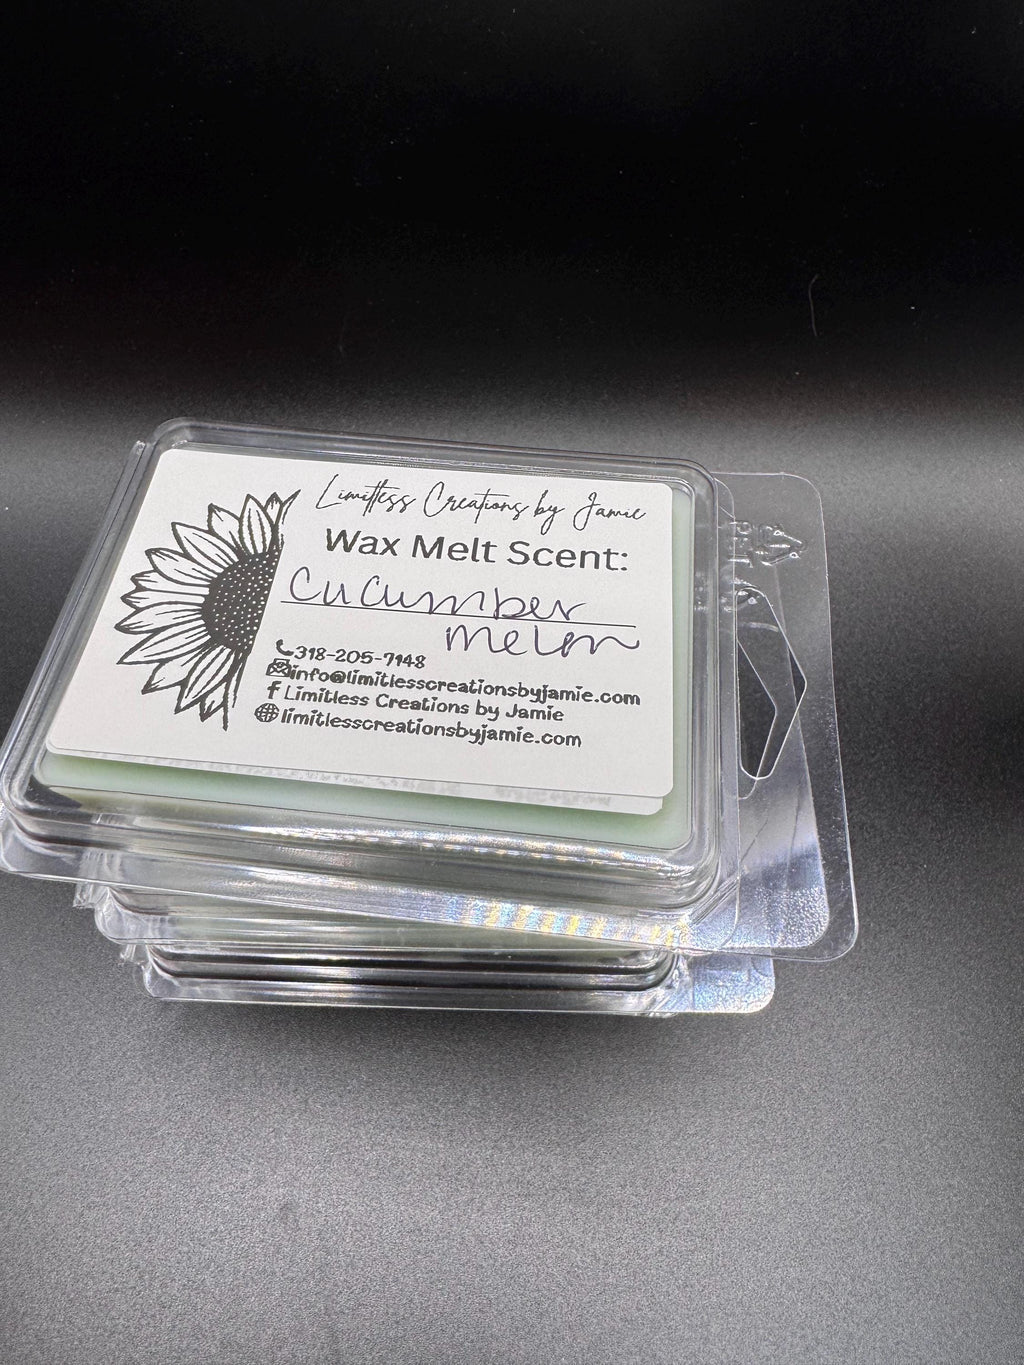 Limitless Creations by Jamie
Wax Melt Scent:
Cucumber
melon
318-205-7148
info@limitlesscreationsbyjamie.com
Limitless Creations by Jamie
limitlesscreationsbyjamie.com